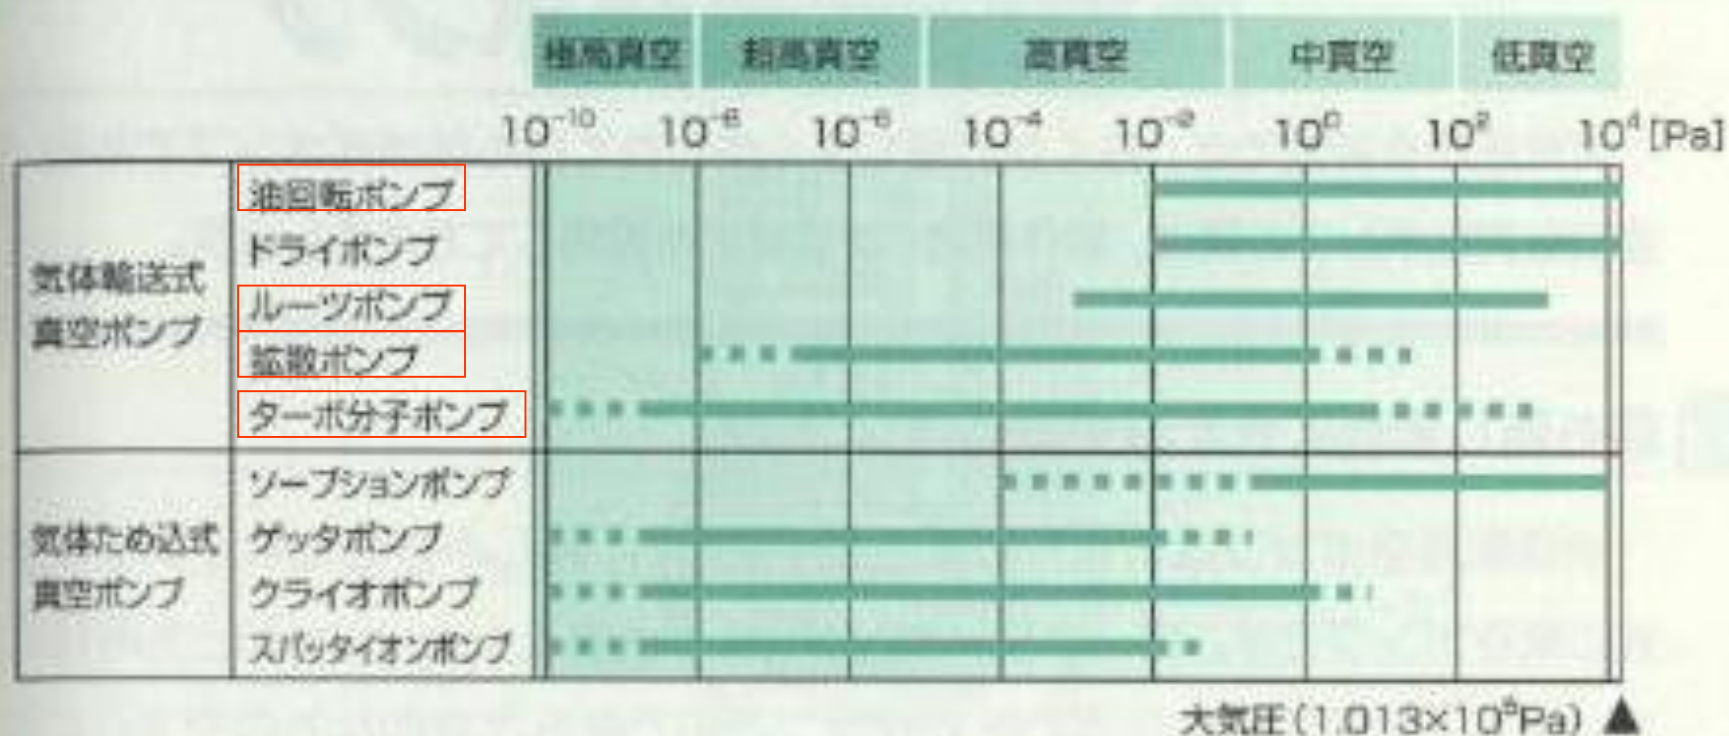 極高真空 超高真空 高真空 中真空 低真空
10⁻¹⁰ 10⁻⁸ 10⁻⁶ 10⁻⁴ 10⁻² 10⁰ 10² 10⁴ [Pa]
気体輸送式
真空ポンプ
油回転ポンプ
ドライポンプ
ルーツポンプ
拡散ポンプ
ターボ分子ポンプ
気体ため込式
真空ポンプ
ソープションポンプ
ゲッタポンプ
クライオポンプ
スパッタイオンポンプ
大気圧(1.013×10⁵Pa)